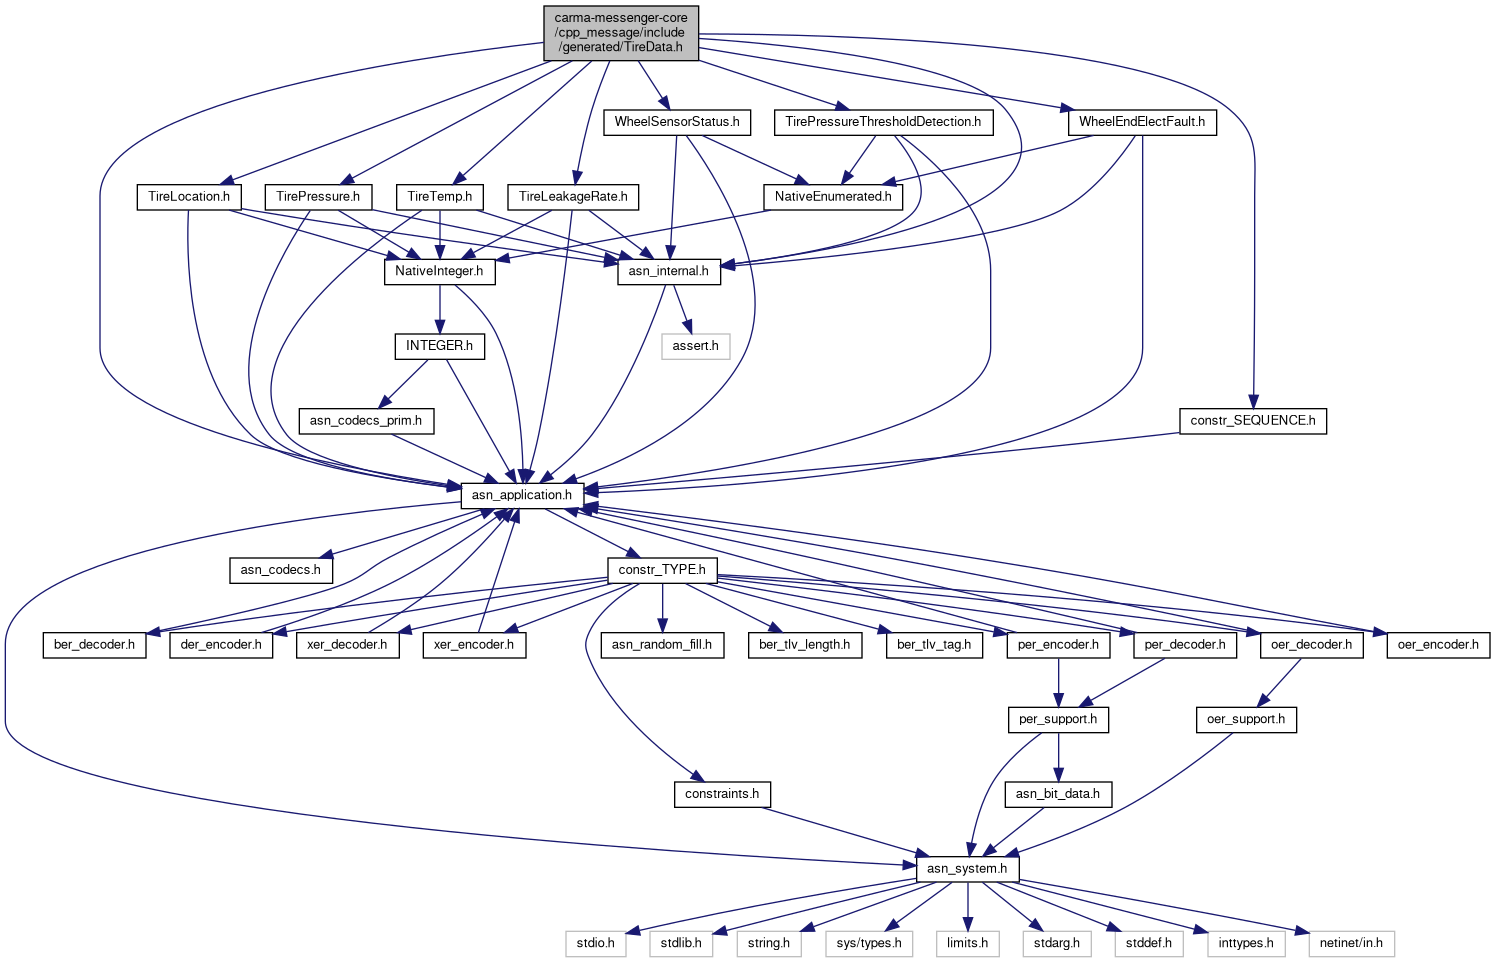 carma-messenger-core
/cpp_message/include
/generated/TireData.h
WheelSensorStatus.h
TirePressureThresholdDetection.h
WheelEndElectFault.h
TireLocation.h
TirePressure.h
TireTemp.h
TireLeakageRate.h
NativeEnumerated.h
NativeInteger.h
asn_internal.h
INTEGER.h
assert.h
asn_codecs_prim.h
constr_SEQUENCE.h
asn_application.h
asn_codecs.h
constr_TYPE.h
ber_decoder.h
der_encoder.h
xer_decoder.h
xer_encoder.h
asn_random_fill.h
ber_tlv_length.h
ber_tlv_tag.h
per_encoder.h
per_decoder.h
oer_decoder.h
oer_encoder.h
per_support.h
oer_support.h
constraints.h
asn_bit_data.h
asn_system.h
stdio.h
stdlib.h
string.h
sys/types.h
limits.h
stdarg.h
stddef.h
inttypes.h
netinet/in.h